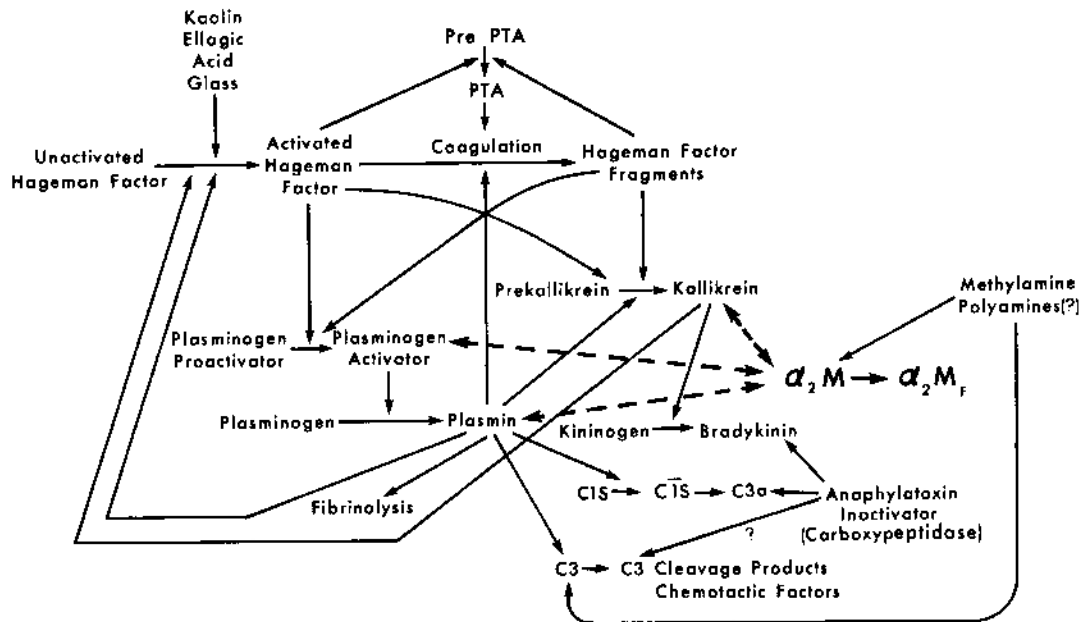 Kaolin
Ellagic
Acid
Glass
Pre PTA
PTA
Coagulation
Unactivated
Hageman Factor
Activated
Hageman
Factor
Hageman Factor
Fragments
Prekallikrein
Kallikrein
Methylamine
Polyamines(?)
Plasminogen
Proactivator
Plasminogen
Activator
α₂M
α₂M_F
Plasminogen
Plasmin
Kininogen
Bradykinin
Fibrinolysis
C1S
C1̅S
C3a
Anaphylatoxin
Inactivator
(Carboxypeptidase)
?
C3
C3 Cleavage Products
Chemotactic Factors